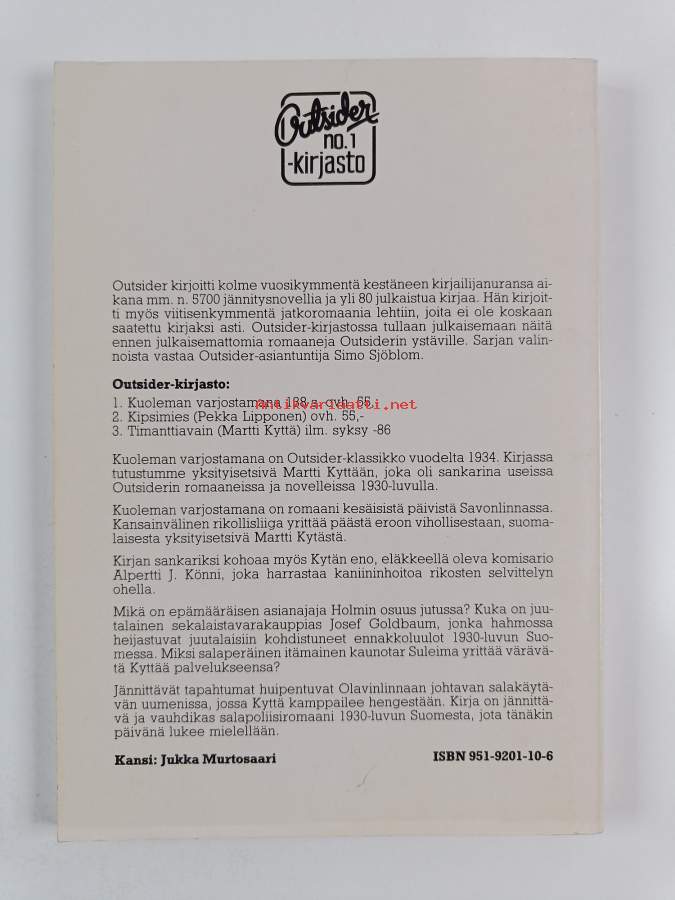 Outsider
no.1
-kirjasto
Outsider kirjoitti kolme vuosikymmentä kestäneen kirjailijanuransa ai-
kana mm. n. 5700 jännitysnovellia ja yli 80 julkaistua kirjaa. Hän kirjoit-
ti myös viitisenkymmentä jatkoromaania lehtiin, joita ei ole koskaan
saatettu kirjaksi asti. Outsider-kirjastossa tullaan julkaisemaan näitä
ennen julkaisemattomia romaaneja Outsiderin ystäville. Sarjan valin-
noista vastaa Outsider-asiantuntija Simo Sjöblom.
Outsider-kirjasto:
1. Kuoleman varjostamana 138 s. ovh. 55,-
antikvariaatti.net
2. Kipsimies (Pekka Lipponen) ovh. 55,-
3. Timanttiavain (Martti Kyttä) ilm. syksy -86
Kuoleman varjostamana on Outsider-klassikko vuodelta 1934. Kirjassa
tutustumme yksityisetsivä Martti Kyttään, joka oli sankarina useissa
Outsiderin romaaneissa ja novelleissa 1930-luvulla.
Kuoleman varjostamana on romaani kesäisistä päivistä Savonlinnassa.
Kansainvälinen rikollisliiga yrittää päästä eroon vihollisestaan, suoma-
laisesta yksityisetsivä Martti Kytästä.
Kirjan sankariksi kohoaa myös Kytän eno, eläkkeellä oleva komisario
Alpertti J. Könni, joka harrastaa kaniininhoitoa rikosten selvittelyn
ohella.
Mikä on epämääräisen asianajaja Holmin osuus jutussa? Kuka on juu-
talainen sekalaistavarakauppias Josef Goldbaum, jonka hahmossa
heijastuvat juutalaisiin kohdistuneet ennakkoluulot 1930-luvun Suo-
messa. Miksi salaperäinen itämainen kaunotar Suleima yrittää värävä-
tä Kyttää palvelukseensa?
Jännittävät tapahtumat huipentuvat Olavinlinnaan johtavan salakäytä-
vän uumenissa, jossa Kyttä kamppailee hengestään. Kirja on jännittä-
vä ja vauhdikas salapoliisiromaani 1930-luvun Suomesta, jota tänäkin
päivänä lukee mielellään.
Kansi: Jukka Murtosaari
ISBN 951-9201-10-6